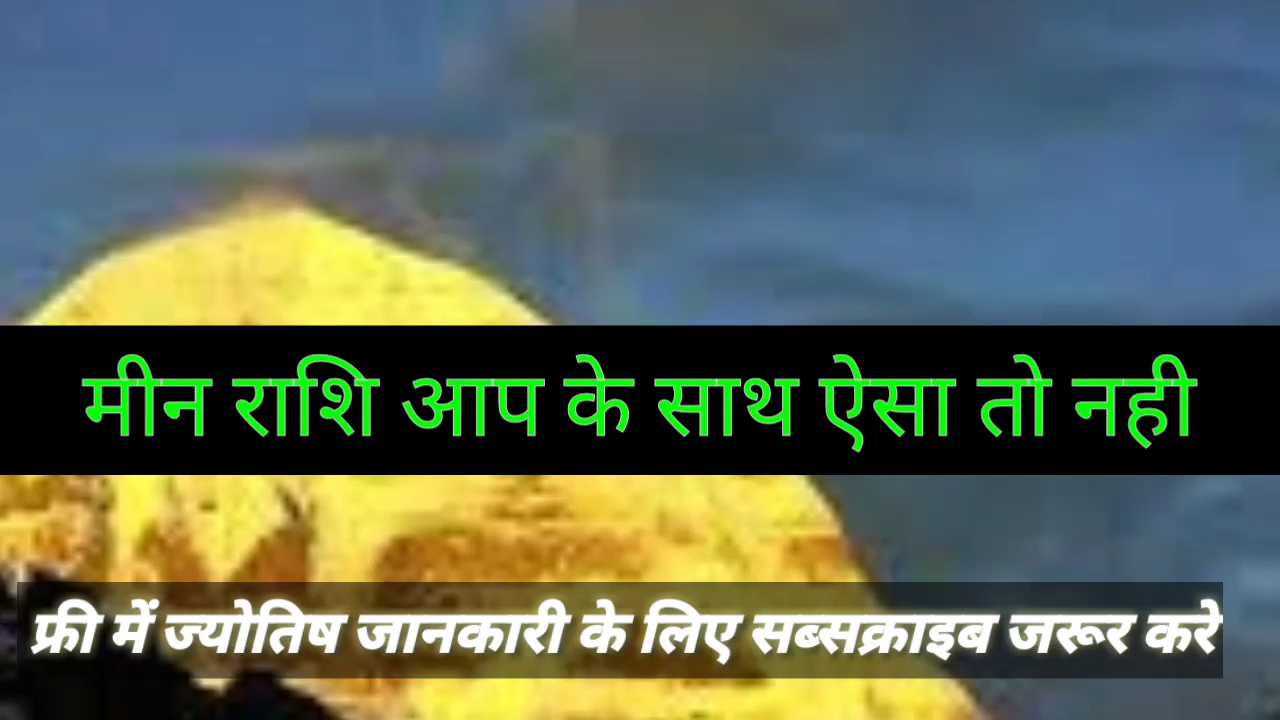 मीन राशि आप के साथ ऐसा तो नही
फ्री में ज्योतिष जानकारी के लिए सब्सक्राइब जरूर करे